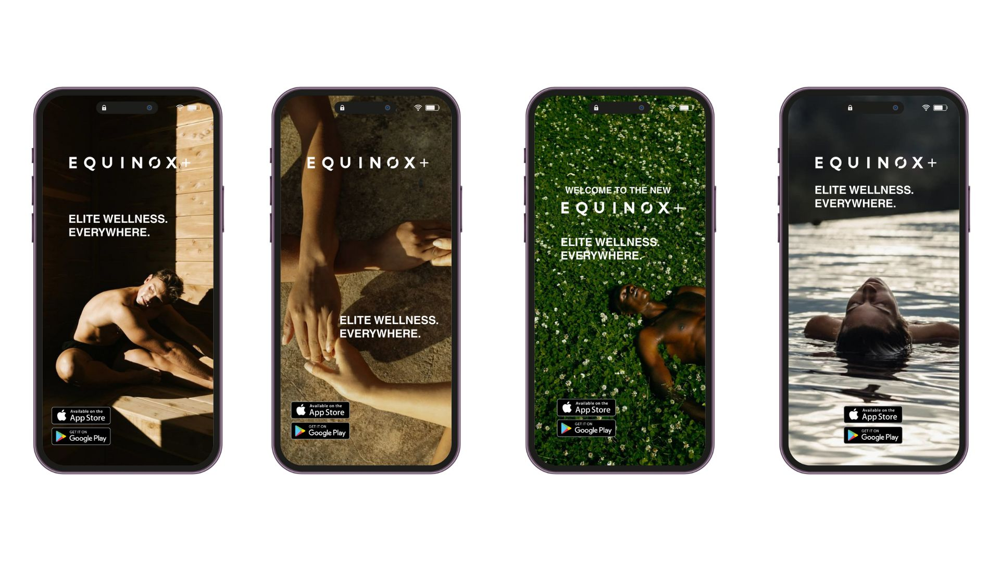 EQUINOX+
ELITE WELLNESS.
EVERYWHERE.
Available on the
App Store
GET IT ON
Google Play
EQUINOX+
ELITE WELLNESS.
EVERYWHERE.
Available on the
App Store
GET IT ON
Google Play
WELCOME TO THE NEW
EQUINOX+
ELITE WELLNESS.
EVERYWHERE.
Available on the
App Store
GET IT ON
Google Play
EQUINOX+
ELITE WELLNESS.
EVERYWHERE.
Available on the
App Store
GET IT ON
Google Play